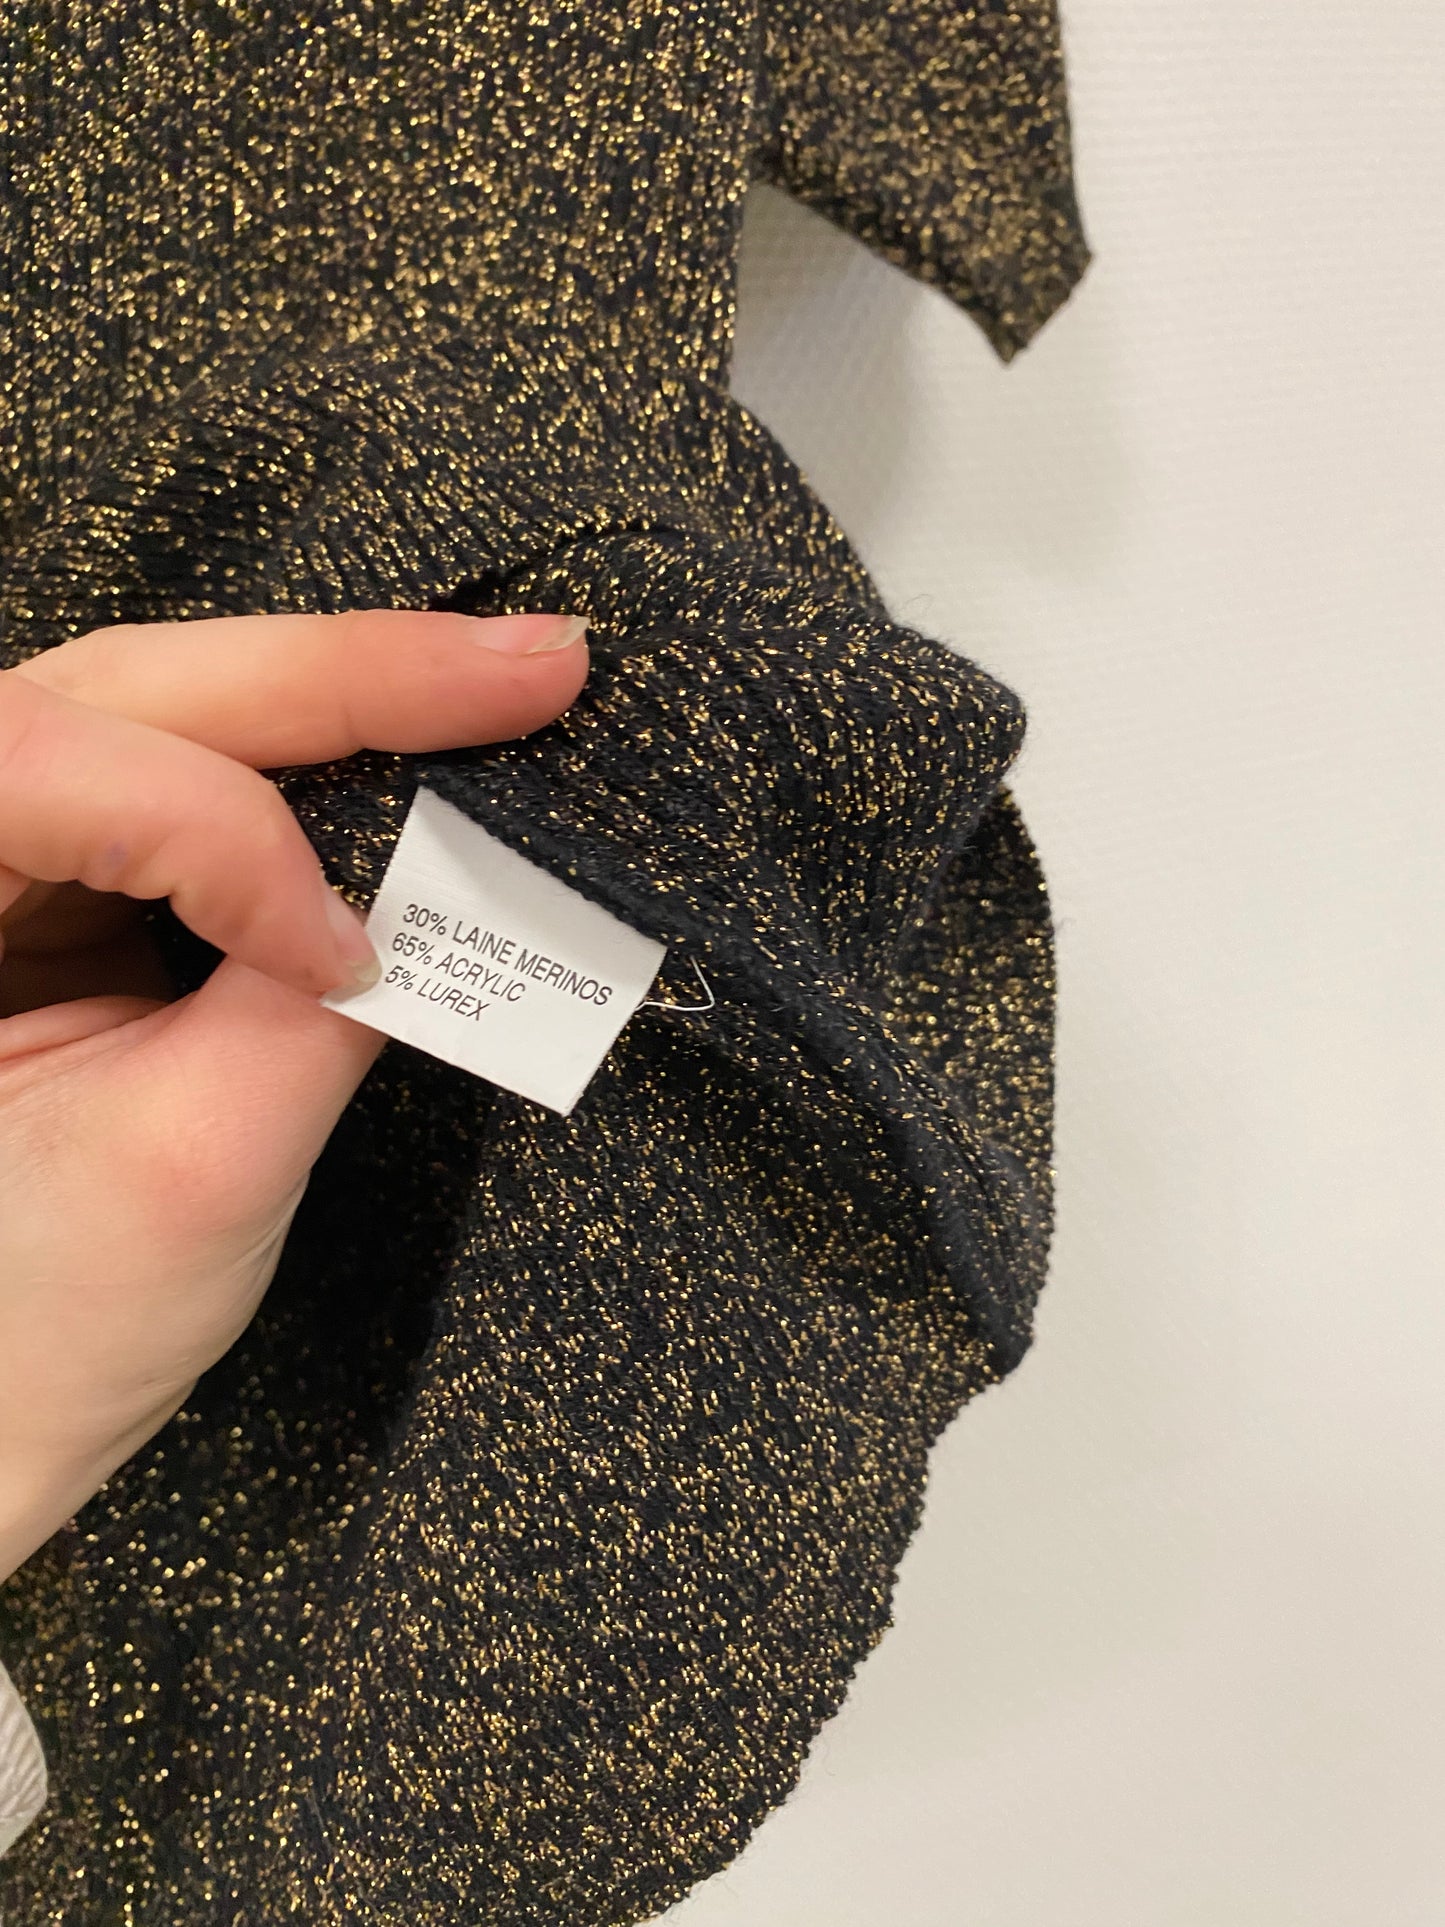 30% LAINE MERINOS
65% ACRYLIC
5% LUREX